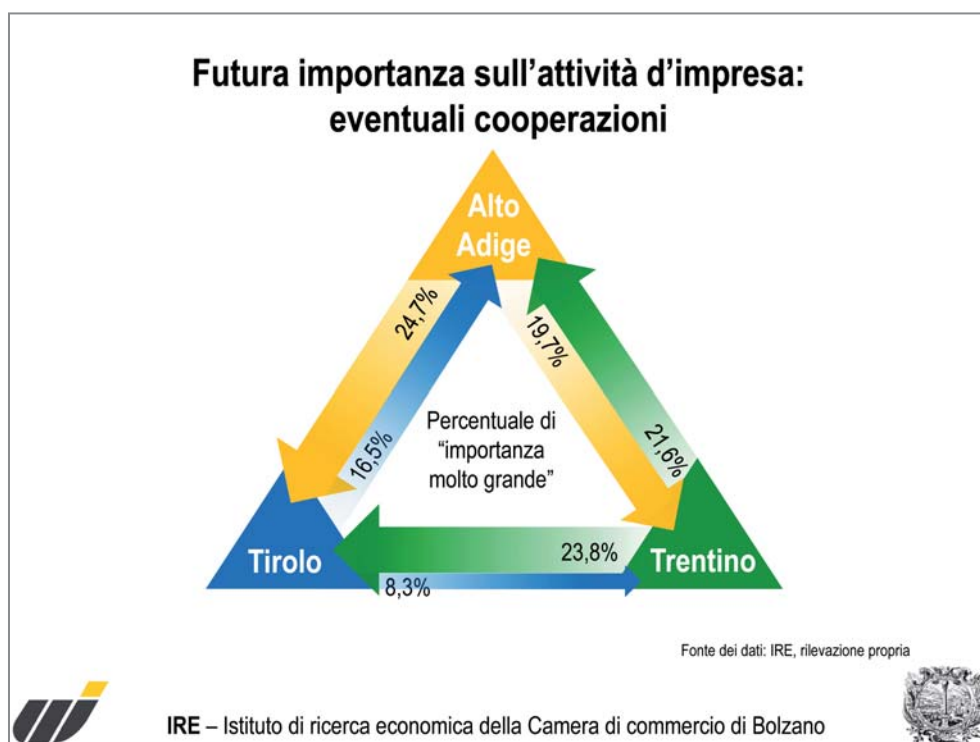 Futura importanza sull'attività d'impresa:
eventuali cooperazioni
Alto
Adige
24,7%
19,7%
16,5%
21,6%
Percentuale di
“importanza
molto grande”
Tirolo
23,8%
Trentino
8,3%
Fonte dei dati: IRE, rilevazione propria
IRE – Istituto di ricerca economica della Camera di commercio di Bolzano